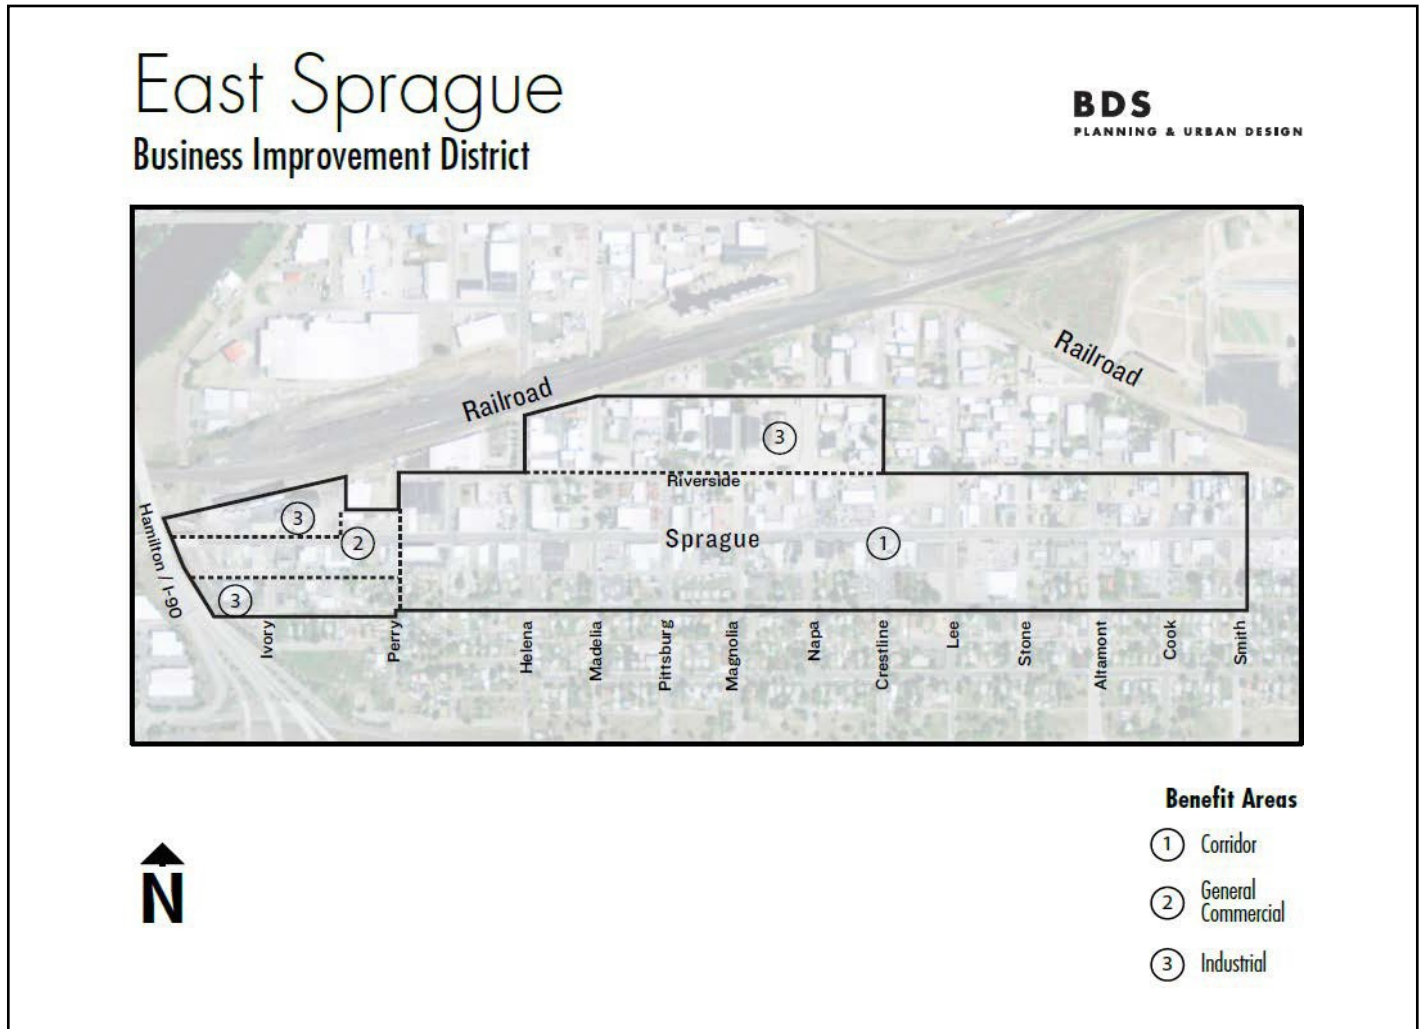 East Sprague
Business Improvement District
BDS
PLANNING & URBAN DESIGN
Railroad
Railroad
3
Riverside
Hamilton / I-90
3
2
Sprague
1
3
Ivory
Perry
Helena
Madelia
Pittsburg
Magnolia
Napa
Crestline
Lee
Stone
Altamont
Cook
Smith
Benefit Areas
1 Corridor
2 General
Commercial
3 Industrial
N